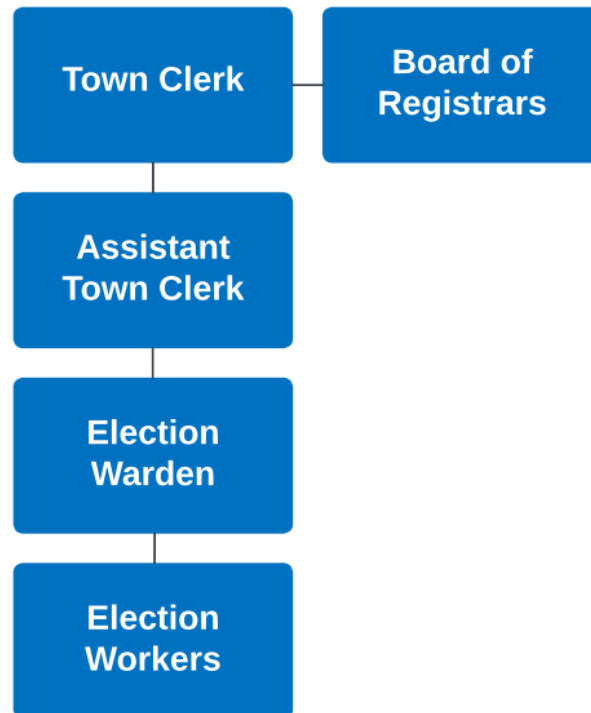 Town Clerk
Board of
Registrars
Assistant
Town Clerk
Election
Warden
Election
Workers